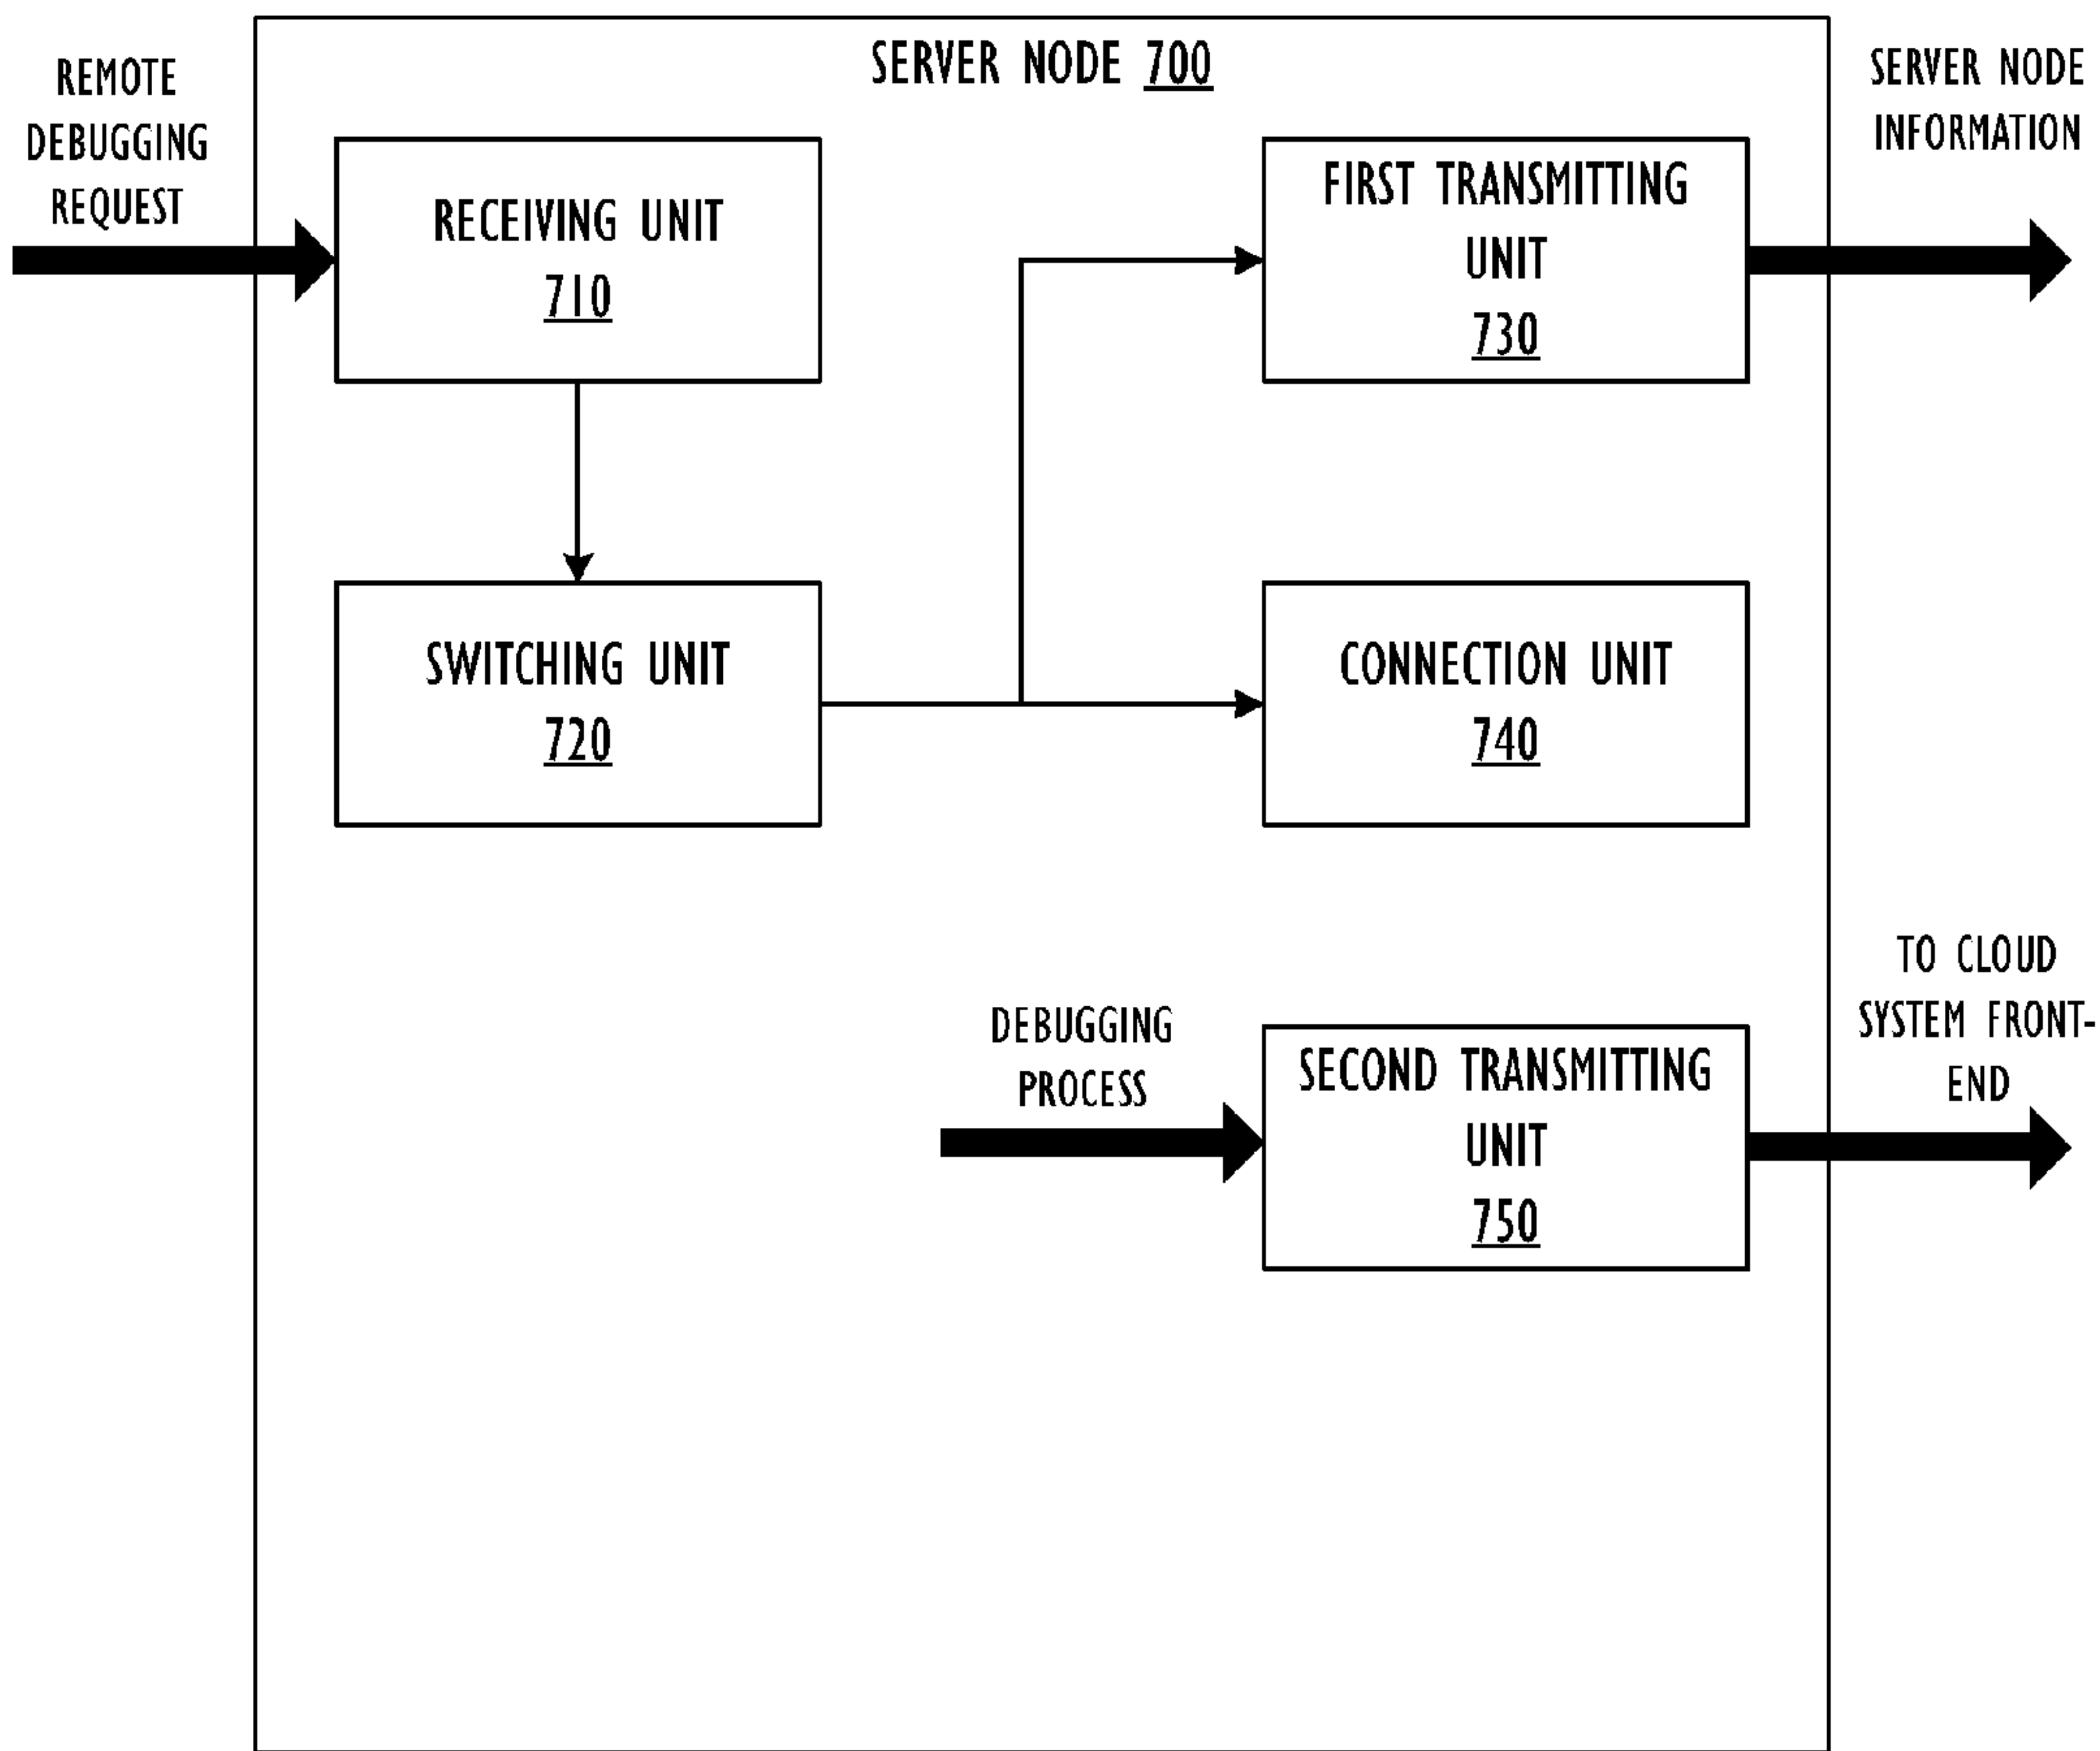 SERVER NODE 700
REMOTE
DEBUGGING
REQUEST
RECEIVING UNIT
710
FIRST TRANSMITTING
UNIT
730
SERVER NODE
INFORMATION
SWITCHING UNIT
720
CONNECTION UNIT
740
DEBUGGING
PROCESS
SECOND TRANSMITTING
UNIT
750
TO CLOUD
SYSTEM FRONT-
END